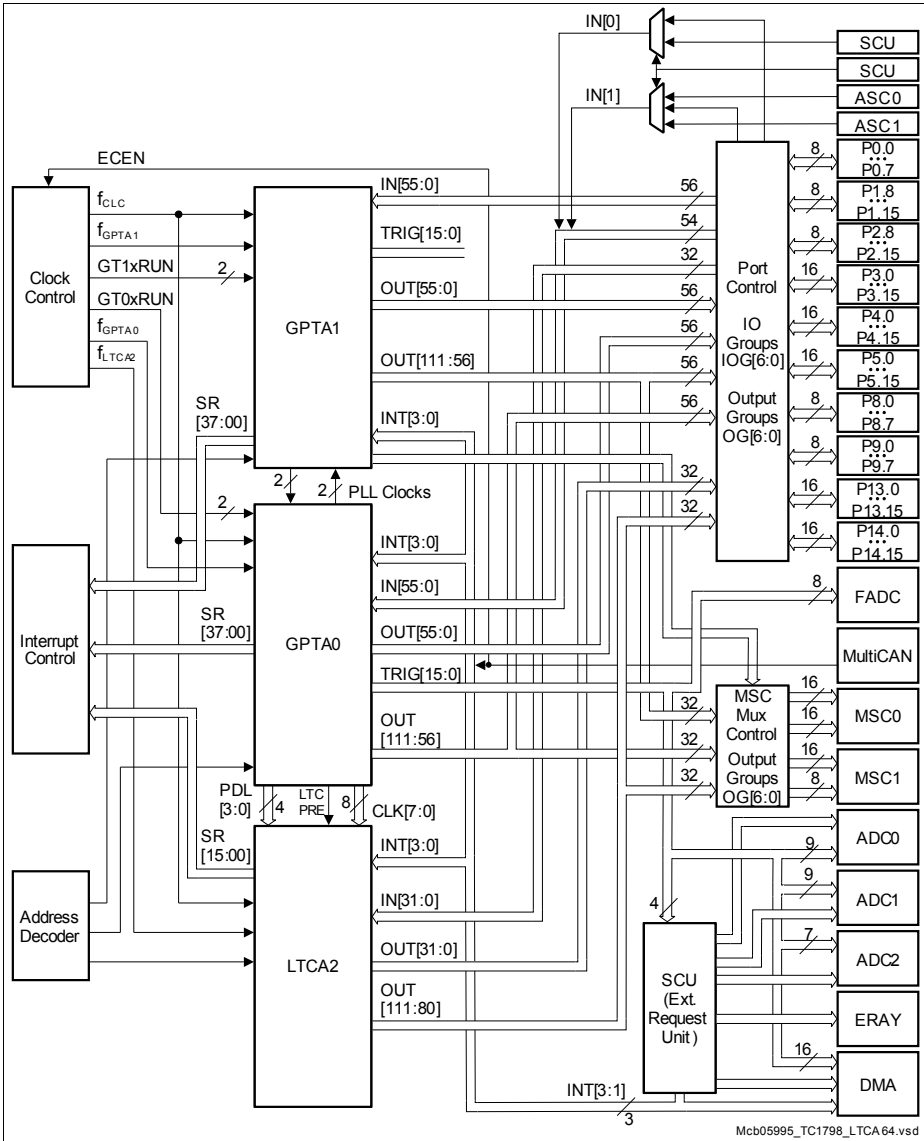 IN[0]
SCU
SCU
ASC0
IN[1]
ASC1
ECEN
Clock
Control
fCLC
fGPTA1
GT1xRUN
2
GT0xRUN
fGPTA0
fLTCA2
GPTA1
IN[55:0]
56
54
TRIG[15:0]
32
OUT[55:0]
56
56
OUT[111:56]
56
56
INT[3:0]
32
32
SR
[37:00]
2
2
PLL Clocks
2
Port
Control
IO
Groups
IOG[6:0]
Output
Groups
OG[6:0]
8
P0.0
P0.7
8
P1.8
P1.15
8
P2.8
P2.15
16
P3.0
P3.15
16
P4.0
P4.15
16
P5.0
P5.15
8
P8.0
P8.7
8
P9.0
P9.7
16
P13.0
P13.15
16
P14.0
P14.15
Interrupt
Control
SR
[37:00]
GPTA0
INT[3:0]
IN[55:0]
OUT[55:0]
TRIG[15:0]
OUT
[111:56]
8
FADC
MultiCAN
32
32
32
MSC
Mux
Control
Output
Groups
OG[6:0]
16
16
MSC0
16
8
MSC1
PDL
[3:0]
4
LTC
PRE
8
CLK[7:0]
SR
[15:00]
Address
Decoder
LTCA2
INT[3:0]
IN[31:0]
OUT[31:0]
OUT
[111:80]
4
SCU
(Ext.
Request
Unit)
ADC0
9
9
ADC1
7
ADC2
ERAY
16
DMA
INT[3:1]
3
Mcb05995_TC1798_LTCA64.vsd